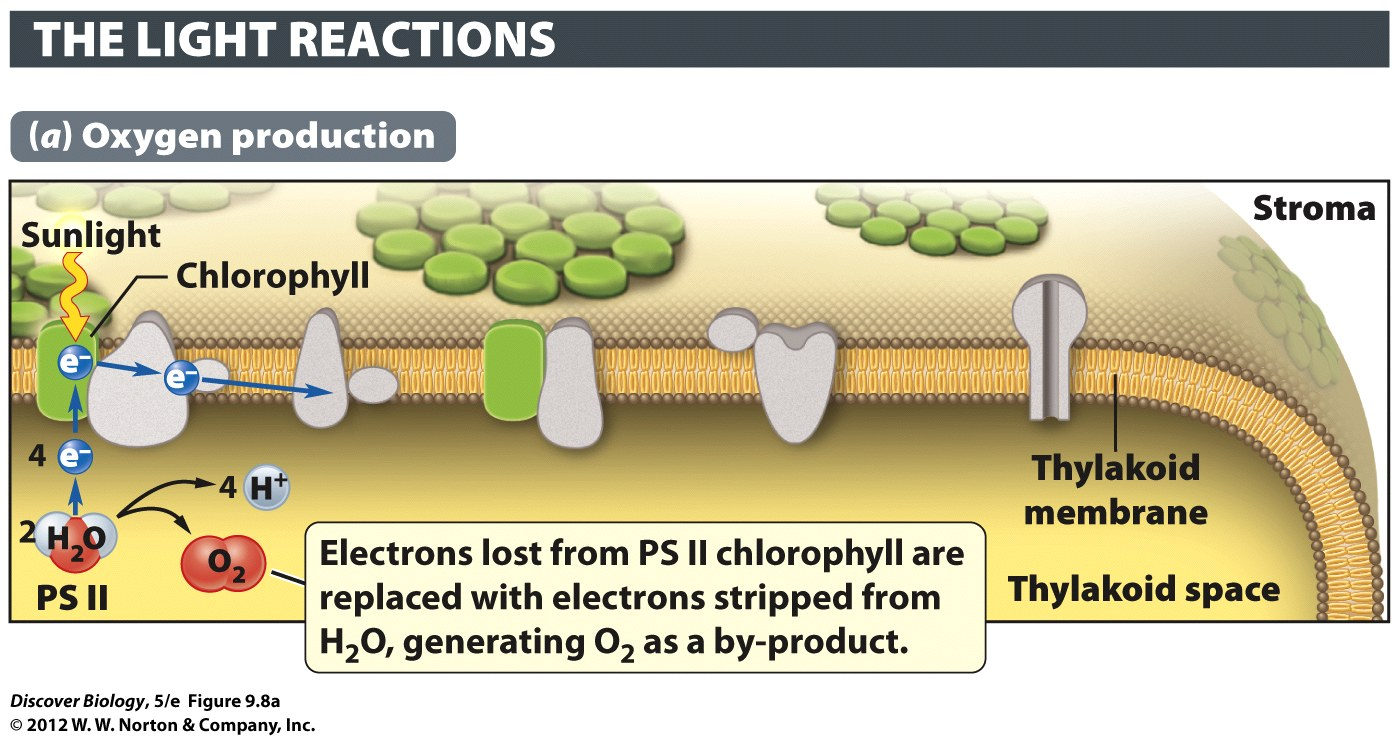 THE LIGHT REACTIONS
(a) Oxygen production
Stroma
Sunlight
Chlorophyll
e⁻
e⁻
4 e⁻
4 H⁺
2 H₂O
O₂
PS II
Electrons lost from PS II chlorophyll are
replaced with electrons stripped from
H₂O, generating O₂ as a by-product.
Thylakoid
membrane
Thylakoid space
Discover Biology, 5/e Figure 9.8a
© 2012 W. W. Norton & Company, Inc.